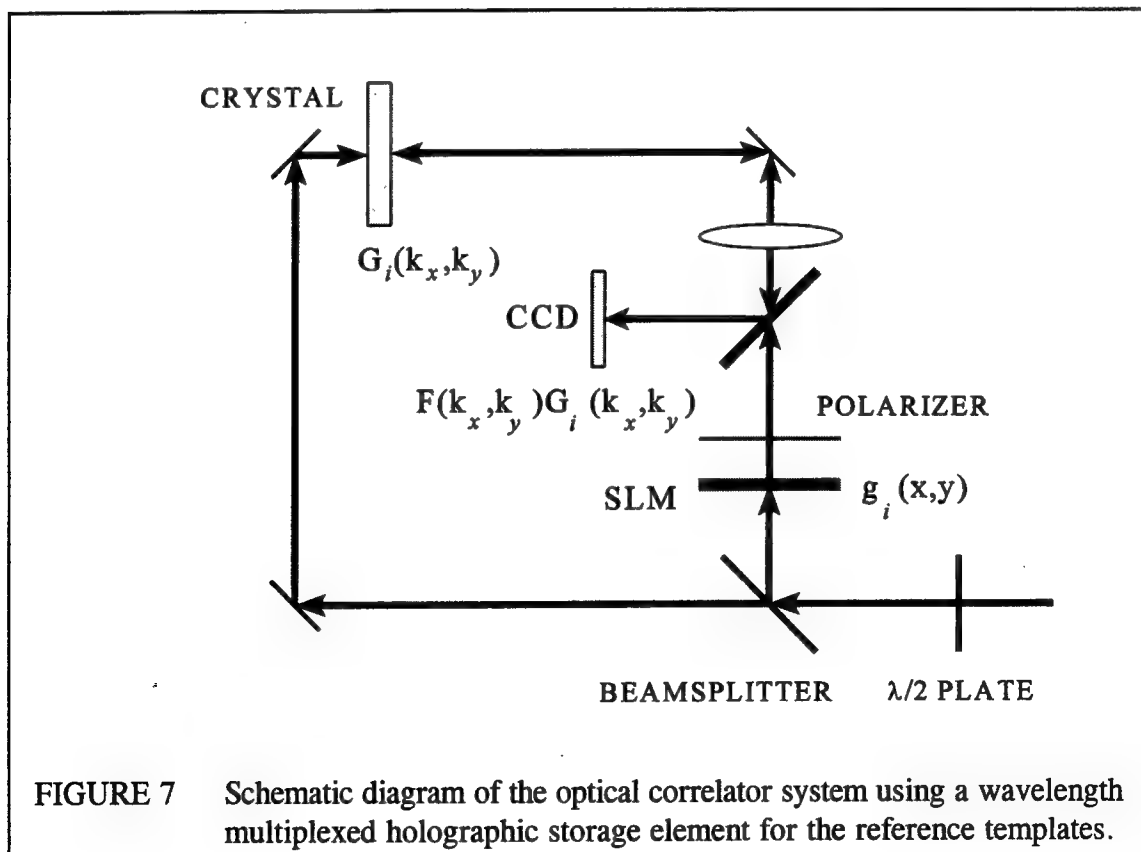 CRYSTAL
G_i(k_x,k_y)
CCD
F(k_x,k_y)G_i(k_x,k_y)
POLARIZER
SLM
g_i(x,y)
BEAMSPLITTER
λ/2 PLATE
FIGURE 7 Schematic diagram of the optical correlator system using a wavelength
multiplexed holographic storage element for the reference templates.